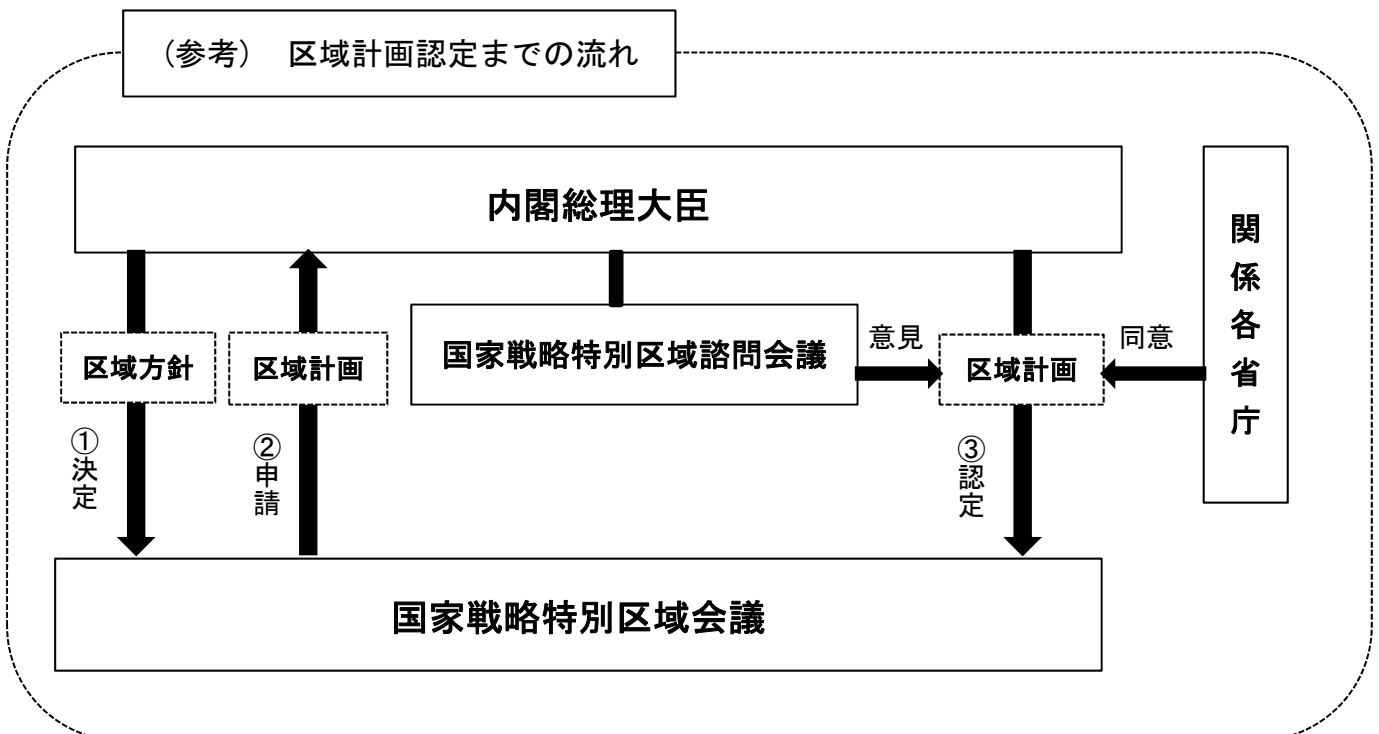 (参考) 区域計画認定までの流れ
内閣総理大臣
関係各省庁
区域方針
区域計画
国家戦略特別区域諮問会議
意見
区域計画
同意
①決定
②申請
③認定
国家戦略特別区域会議